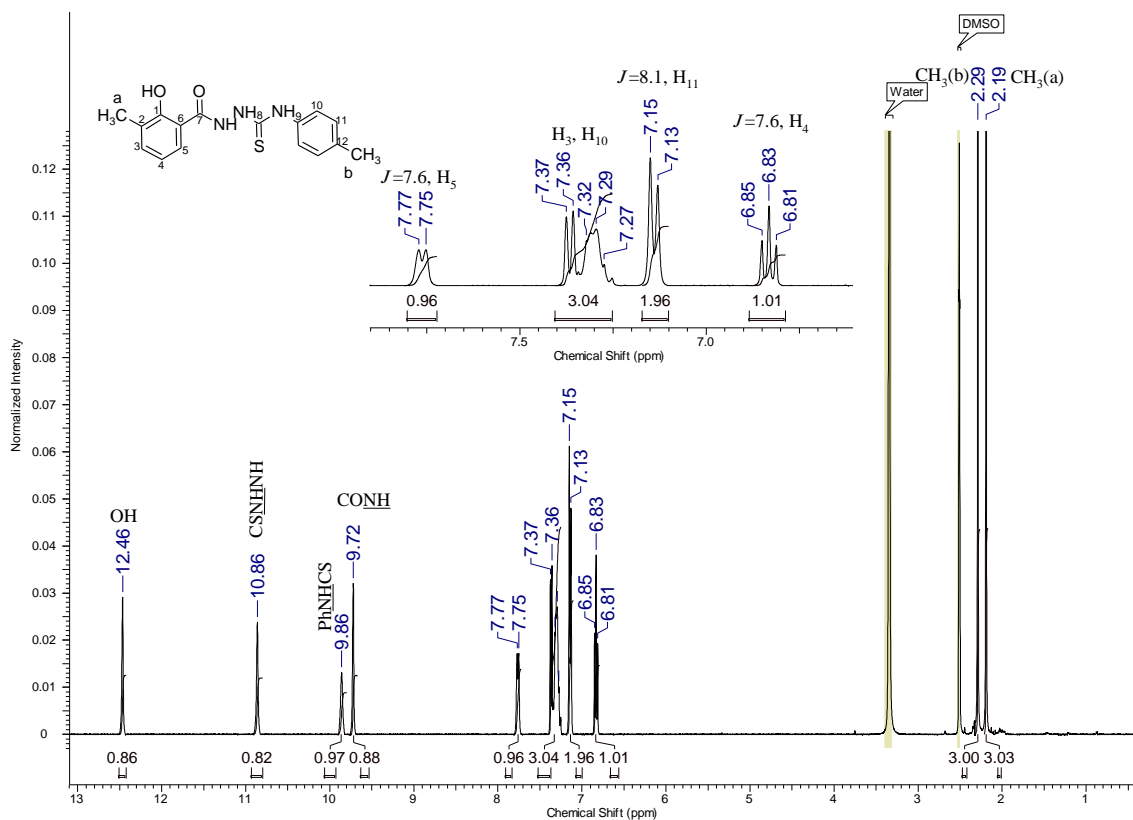 DMSO
CH3(b) 2.29 2.19 CH3(a)
Water
J=8.1, H11
J=7.6, H4
H3, H10
J=7.6, H5
a
HO
O
H3C
1
2
3
4
5
6
7
NH
NH
8
S
NH
9
10
11
12
CH3
b
7.77
7.75
7.37
7.36
7.32
7.29
7.27
7.15
7.13
6.85
6.83
6.81
0.96
3.04
1.96
1.01
7.5
7.0
Chemical Shift (ppm)
Normalized Intensity
0.12
0.11
0.10
0.09
0.08
0.07
0.06
0.05
0.04
0.03
0.02
0.01
0
OH
12.46
CSNHNH
10.86
PhNHCS
9.86
CONH
9.72
7.77
7.75
7.37
7.36
7.15
7.13
6.85
6.83
6.81
0.86
0.82
0.97
0.88
0.96
3.04
1.96
1.01
3.00
3.03
13 12 11 10 9 8 7 6 5 4 3 2 1
Chemical Shift (ppm)